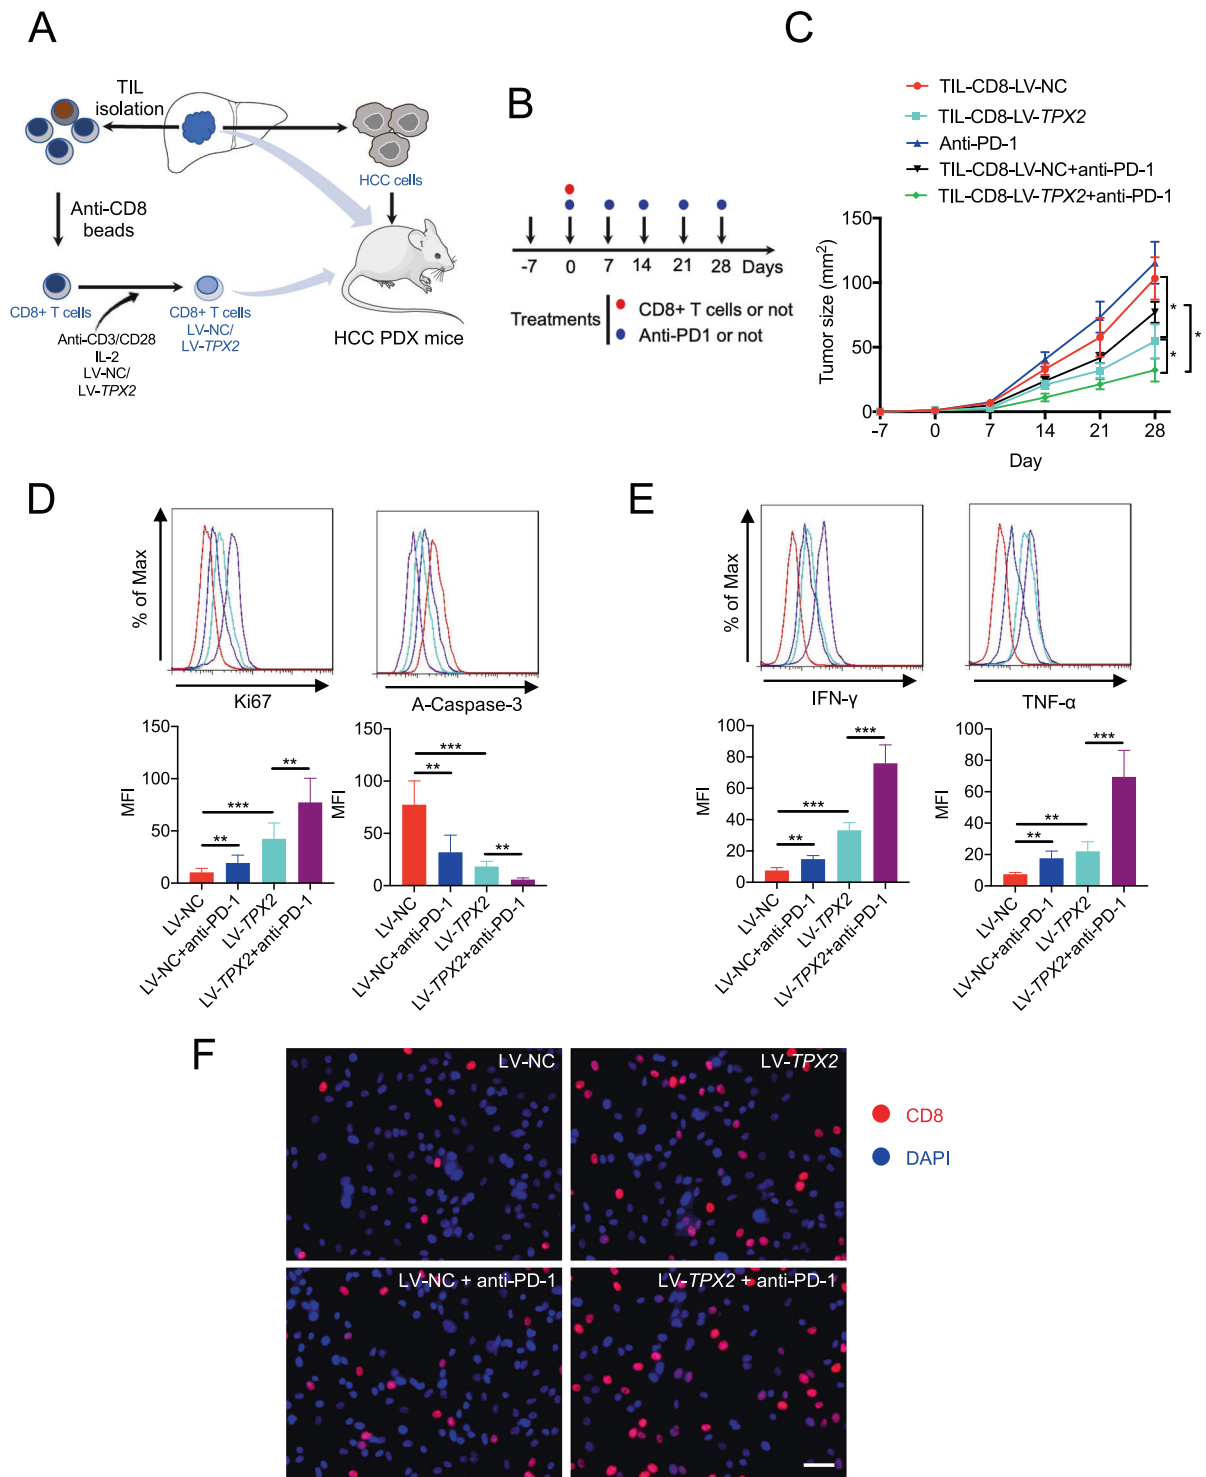 A
TIL
isolation
HCC cells
Anti-CD8
beads
CD8+ T cells
Anti-CD3/CD28
IL-2
LV-NC/
LV-TPX2
CD8+ T cells
LV-NC/
LV-TPX2
HCC PDX mice
B
-7 0 7 14 21 28 Days
Treatments
CD8+ T cells or not
Anti-PD1 or not
C
TIL-CD8-LV-NC
TIL-CD8-LV-TPX2
Anti-PD-1
TIL-CD8-LV-NC+anti-PD-1
TIL-CD8-LV-TPX2+anti-PD-1
Tumor size (mm²)
150
100
50
0
-7 0 7 14 21 28
Day
*
*
*
D
% of Max
Ki67
A-Caspase-3
MFI
150
100
50
0
**
***
**
LV-NC
LV-NC+anti-PD-1
LV-TPX2
LV-TPX2+anti-PD-1
MFI
150
100
50
0
***
**
**
LV-NC
LV-NC+anti-PD-1
LV-TPX2
LV-TPX2+anti-PD-1
E
% of Max
IFN-γ
TNF-α
MFI
100
80
60
40
20
0
***
***
**
LV-NC
LV-NC+anti-PD-1
LV-TPX2
LV-TPX2+anti-PD-1
MFI
100
80
60
40
20
0
***
**
**
LV-NC
LV-NC+anti-PD-1
LV-TPX2
LV-TPX2+anti-PD-1
F
LV-NC
LV-TPX2
LV-NC + anti-PD-1
LV-TPX2 + anti-PD-1
CD8
DAPI